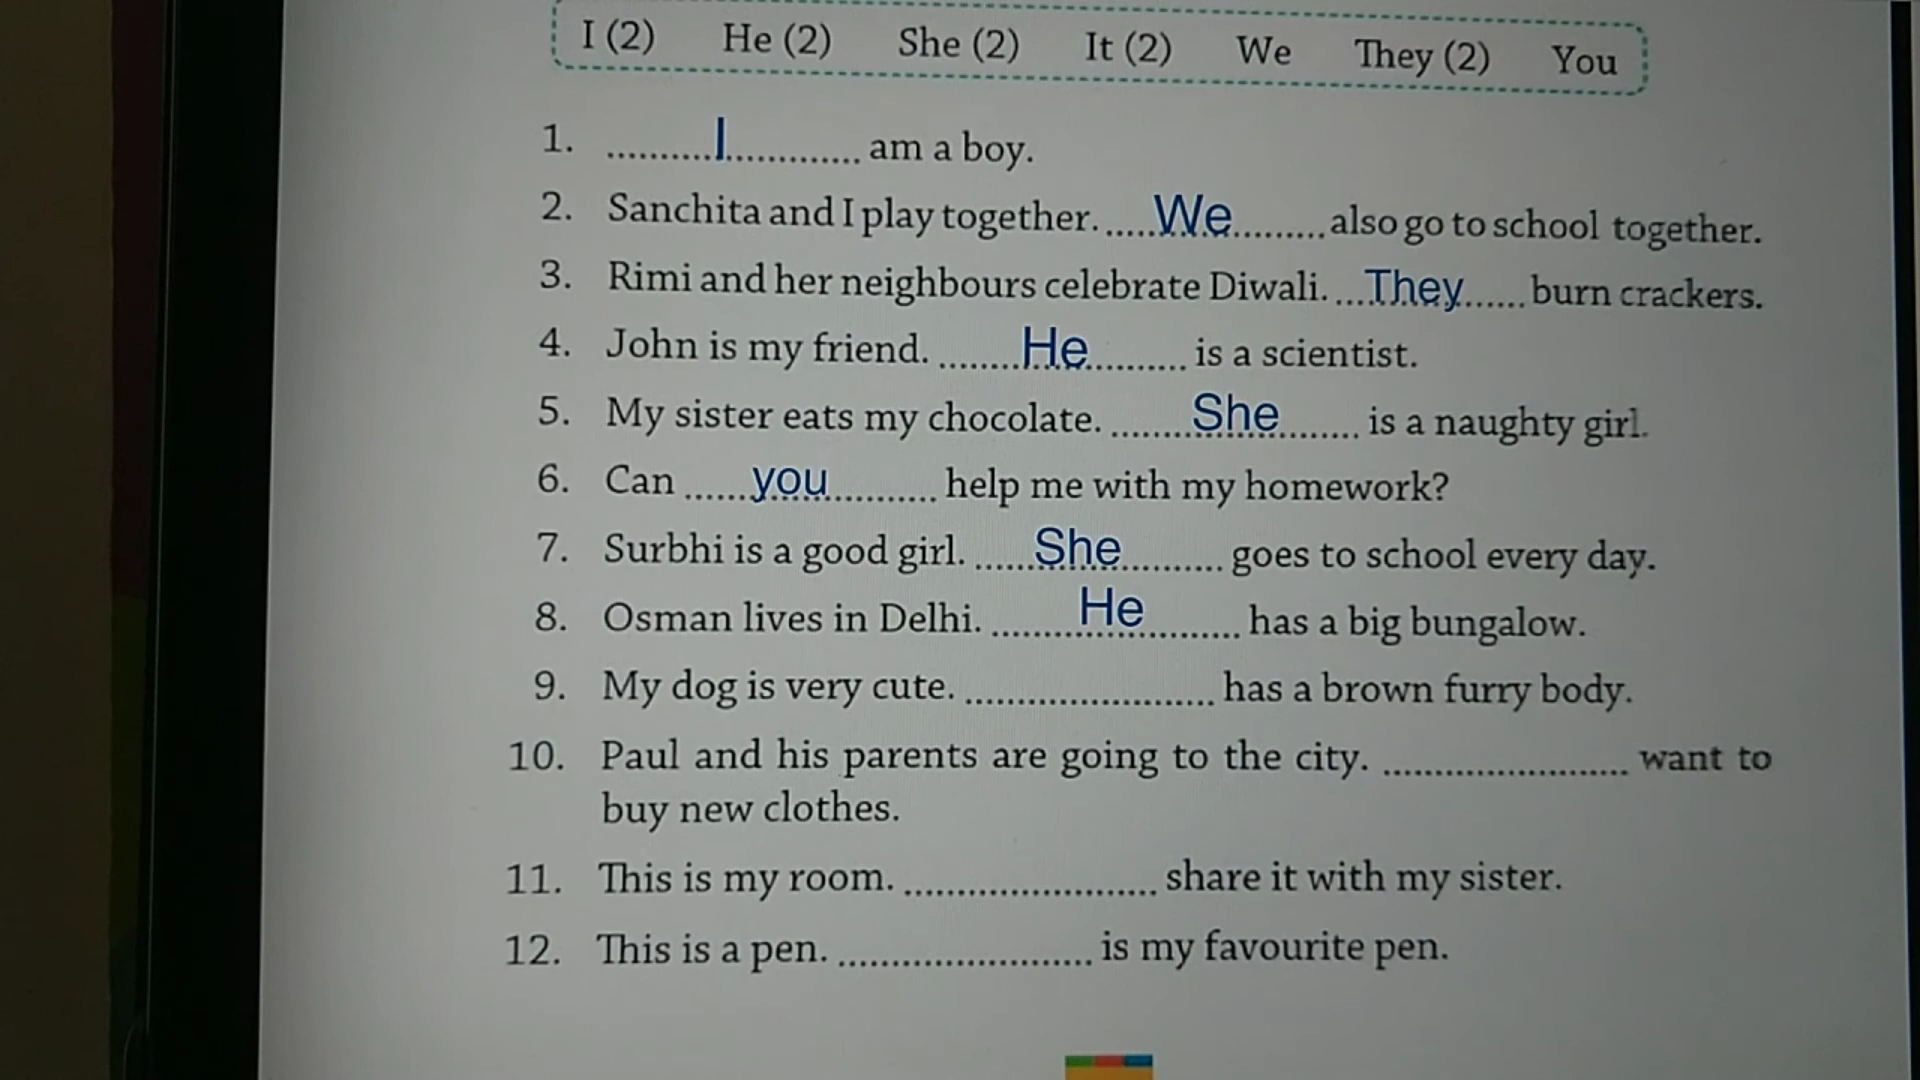 I (2) He (2) She (2) It (2) We They (2) You
1. ..........I............. am a boy.
2. Sanchita and I play together. .....We......... also go to school together.
3. Rimi and her neighbours celebrate Diwali. ....They...... burn crackers.
4. John is my friend. ........He.......... is a scientist.
5. My sister eats my chocolate. ........She........ is a naughty girl.
6. Can ......you.......... help me with my homework?
7. Surbhi is a good girl. ......She.......... goes to school every day.
8. Osman lives in Delhi. ........He......... has a big bungalow.
9. My dog is very cute. ........................ has a brown furry body.
10. Paul and his parents are going to the city. ........................ want to
buy new clothes.
11. This is my room. ........................ share it with my sister.
12. This is a pen. ........................ is my favourite pen.